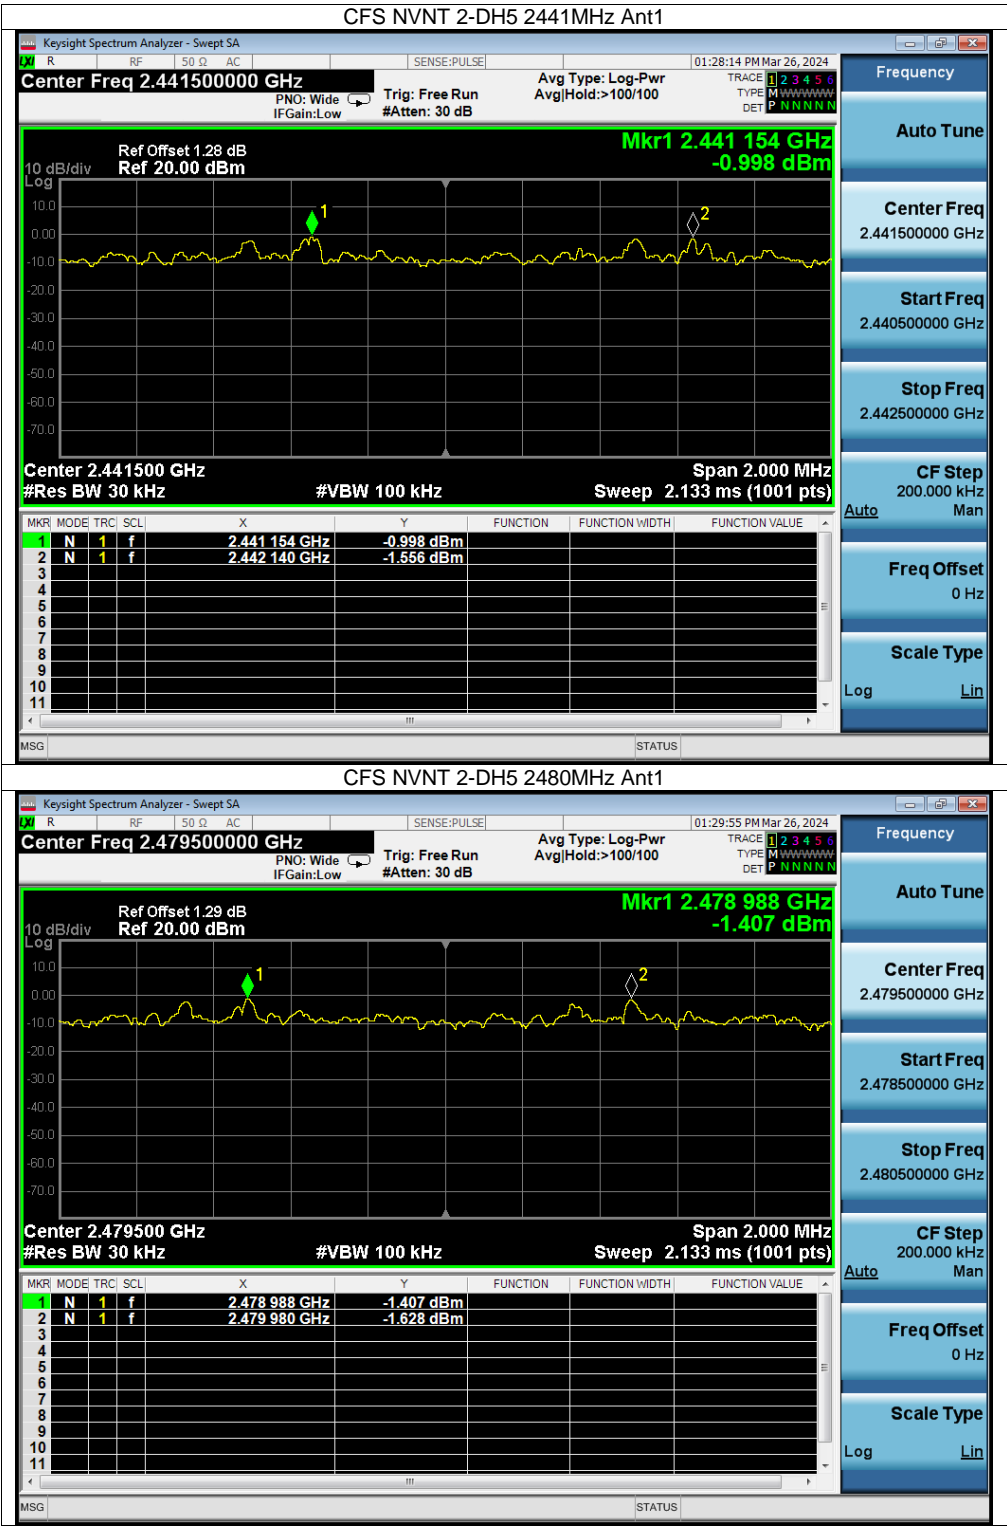 CFS NVNT 2-DH5 2441MHz Ant1
Keysight Spectrum Analyzer - Swept SA
LXI R RF 50 Ω AC SENSE:PULSE 01:28:14 PM Mar 26, 2024
Center Freq 2.441500000 GHz
PNO: Wide
IFGain:Low
Trig: Free Run
#Atten: 30 dB
Avg Type: Log-Pwr
Avg|Hold:>100/100
TRACE 1 2 3 4 5 6
TYPE M WWWWW
DET P N N N N N
Mkr1 2.441 154 GHz
-0.998 dBm
Ref Offset 1.28 dB
10 dB/div Ref 20.00 dBm
Log
10.0
0.00
-10.0
-20.0
-30.0
-40.0
-50.0
-60.0
-70.0
1
2
Center 2.441500 GHz Span 2.000 MHz
#Res BW 30 kHz #VBW 100 kHz Sweep 2.133 ms (1001 pts)
MKR MODE TRC SCL X Y FUNCTION FUNCTION WIDTH FUNCTION VALUE
1 N 1 f 2.441 154 GHz -0.998 dBm
2 N 1 f 2.442 140 GHz -1.556 dBm
3
4
5
6
7
8
9
10
11
MSG STATUS
Frequency
Auto Tune
Center Freq
2.441500000 GHz
Start Freq
2.440500000 GHz
Stop Freq
2.442500000 GHz
CF Step
200.000 kHz
Auto Man
Freq Offset
0 Hz
Scale Type
Log Lin
CFS NVNT 2-DH5 2480MHz Ant1
Keysight Spectrum Analyzer - Swept SA
LXI R RF 50 Ω AC SENSE:PULSE 01:29:55 PM Mar 26, 2024
Center Freq 2.479500000 GHz
PNO: Wide
IFGain:Low
Trig: Free Run
#Atten: 30 dB
Avg Type: Log-Pwr
Avg|Hold:>100/100
TRACE 1 2 3 4 5 6
TYPE M WWWWW
DET P N N N N N
Mkr1 2.478 988 GHz
-1.407 dBm
Ref Offset 1.29 dB
10 dB/div Ref 20.00 dBm
Log
10.0
0.00
-10.0
-20.0
-30.0
-40.0
-50.0
-60.0
-70.0
1
2
Center 2.479500 GHz Span 2.000 MHz
#Res BW 30 kHz #VBW 100 kHz Sweep 2.133 ms (1001 pts)
MKR MODE TRC SCL X Y FUNCTION FUNCTION WIDTH FUNCTION VALUE
1 N 1 f 2.478 988 GHz -1.407 dBm
2 N 1 f 2.479 980 GHz -1.628 dBm
3
4
5
6
7
8
9
10
11
MSG STATUS
Frequency
Auto Tune
Center Freq
2.479500000 GHz
Start Freq
2.478500000 GHz
Stop Freq
2.480500000 GHz
CF Step
200.000 kHz
Auto Man
Freq Offset
0 Hz
Scale Type
Log Lin